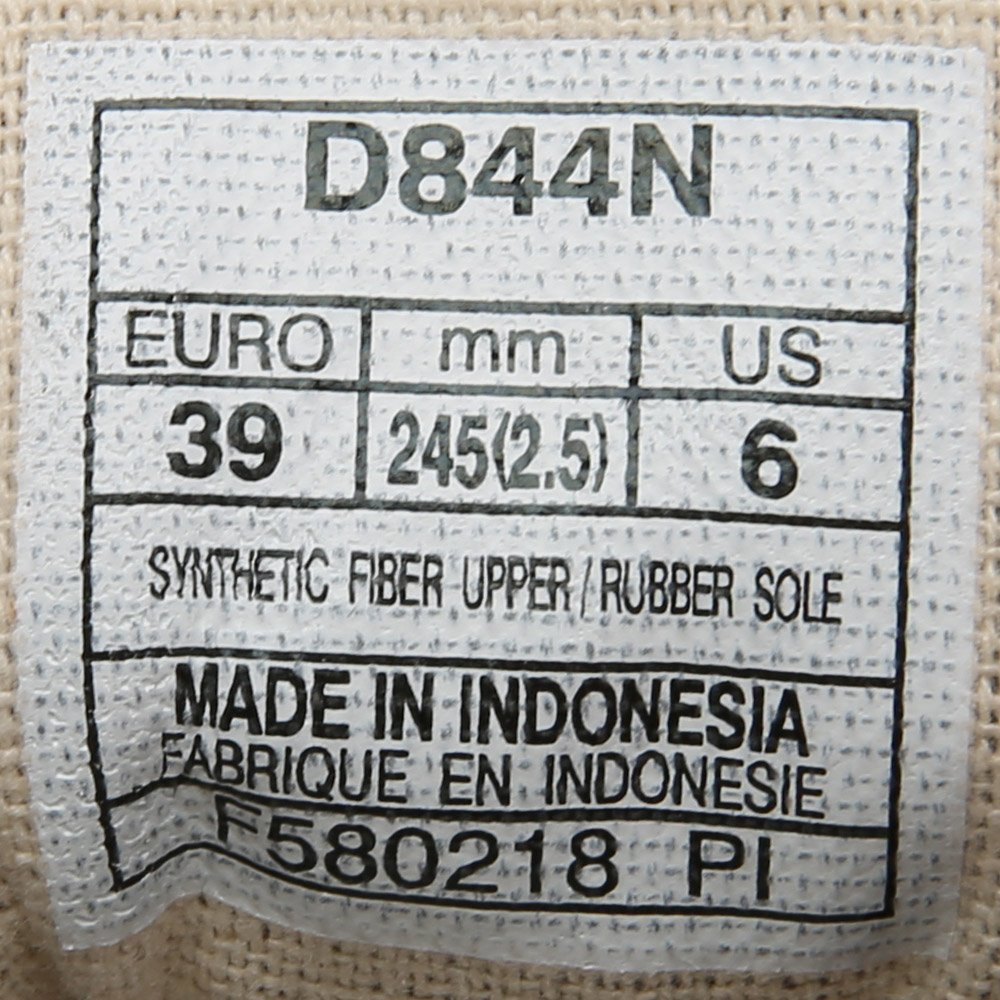 D844N
EURO mm US
39 245(2.5) 6
SYNTHETIC FIBER UPPER / RUBBER SOLE
MADE IN INDONESIA
FABRIQUE EN INDONESIE
F580218 PI